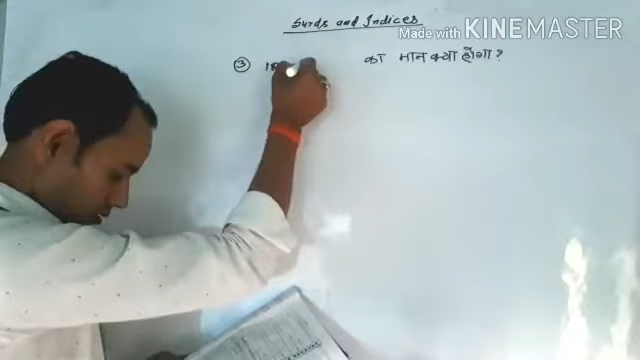 Surds and Indices
Made with KINEMASTER
③ का मान क्या होगा ?